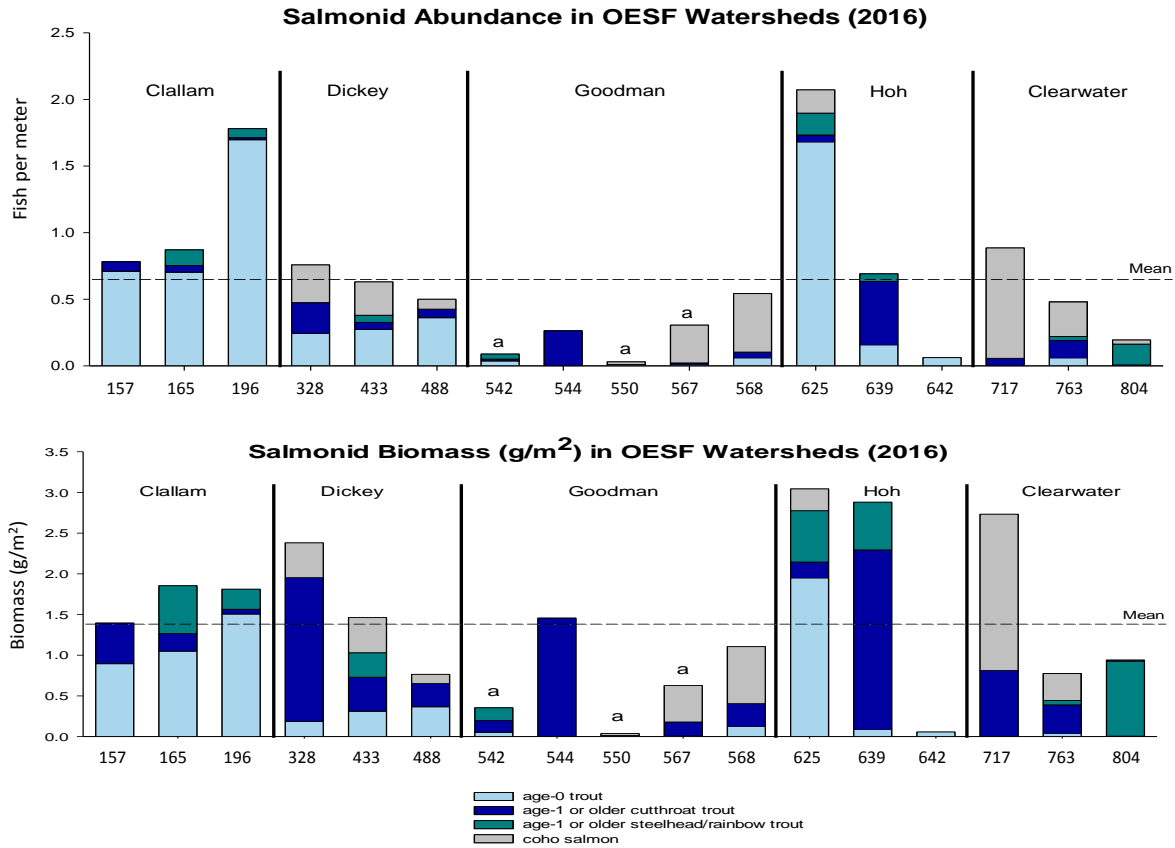 Salmonid Abundance in OESF Watersheds (2016)
2.5
Clallam Dickey Goodman Hoh Clearwater
2.0
Fish per meter
1.5
1.0
Mean
0.5
a a a
0.0
157 165 196 328 433 488 542 544 550 567 568 625 639 642 717 763 804
3.5
Salmonid Biomass (g/m²) in OESF Watersheds (2016)
Clallam Dickey Goodman Hoh Clearwater
3.0
2.5
Biomass (g/m²)
2.0
1.5
Mean
1.0
a a a
0.5
0.0
157 165 196 328 433 488 542 544 550 567 568 625 639 642 717 763 804
age-0 trout
age-1 or older cutthroat trout
age-1 or older steelhead/rainbow trout
coho salmon